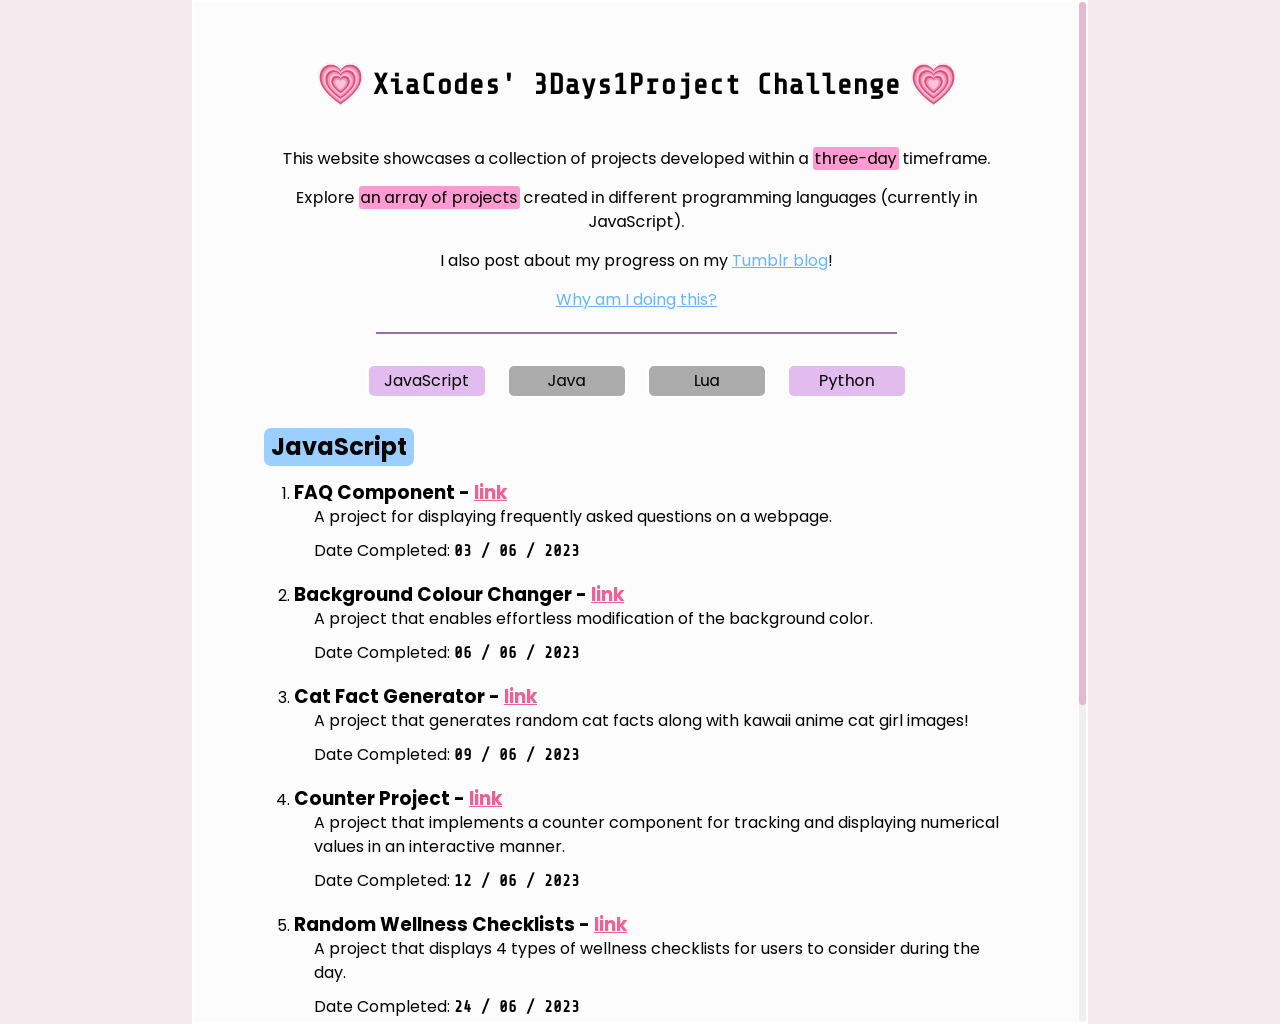 XiaCodes' 3Days1Project Challenge
This website showcases a collection of projects developed within a three-day timeframe.
Explore an array of projects created in different programming languages (currently in
JavaScript).
I also post about my progress on my Tumblr blog!
Why am I doing this?
JavaScript Java Lua Python
JavaScript
1. FAQ Component - link
A project for displaying frequently asked questions on a webpage.
Date Completed: 03 / 06 / 2023
2. Background Colour Changer - link
A project that enables effortless modification of the background color.
Date Completed: 06 / 06 / 2023
3. Cat Fact Generator - link
A project that generates random cat facts along with kawaii anime cat girl images!
Date Completed: 09 / 06 / 2023
4. Counter Project - link
A project that implements a counter component for tracking and displaying numerical
values in an interactive manner.
Date Completed: 12 / 06 / 2023
5. Random Wellness Checklists - link
A project that displays 4 types of wellness checklists for users to consider during the
day.
Date Completed: 24 / 06 / 2023